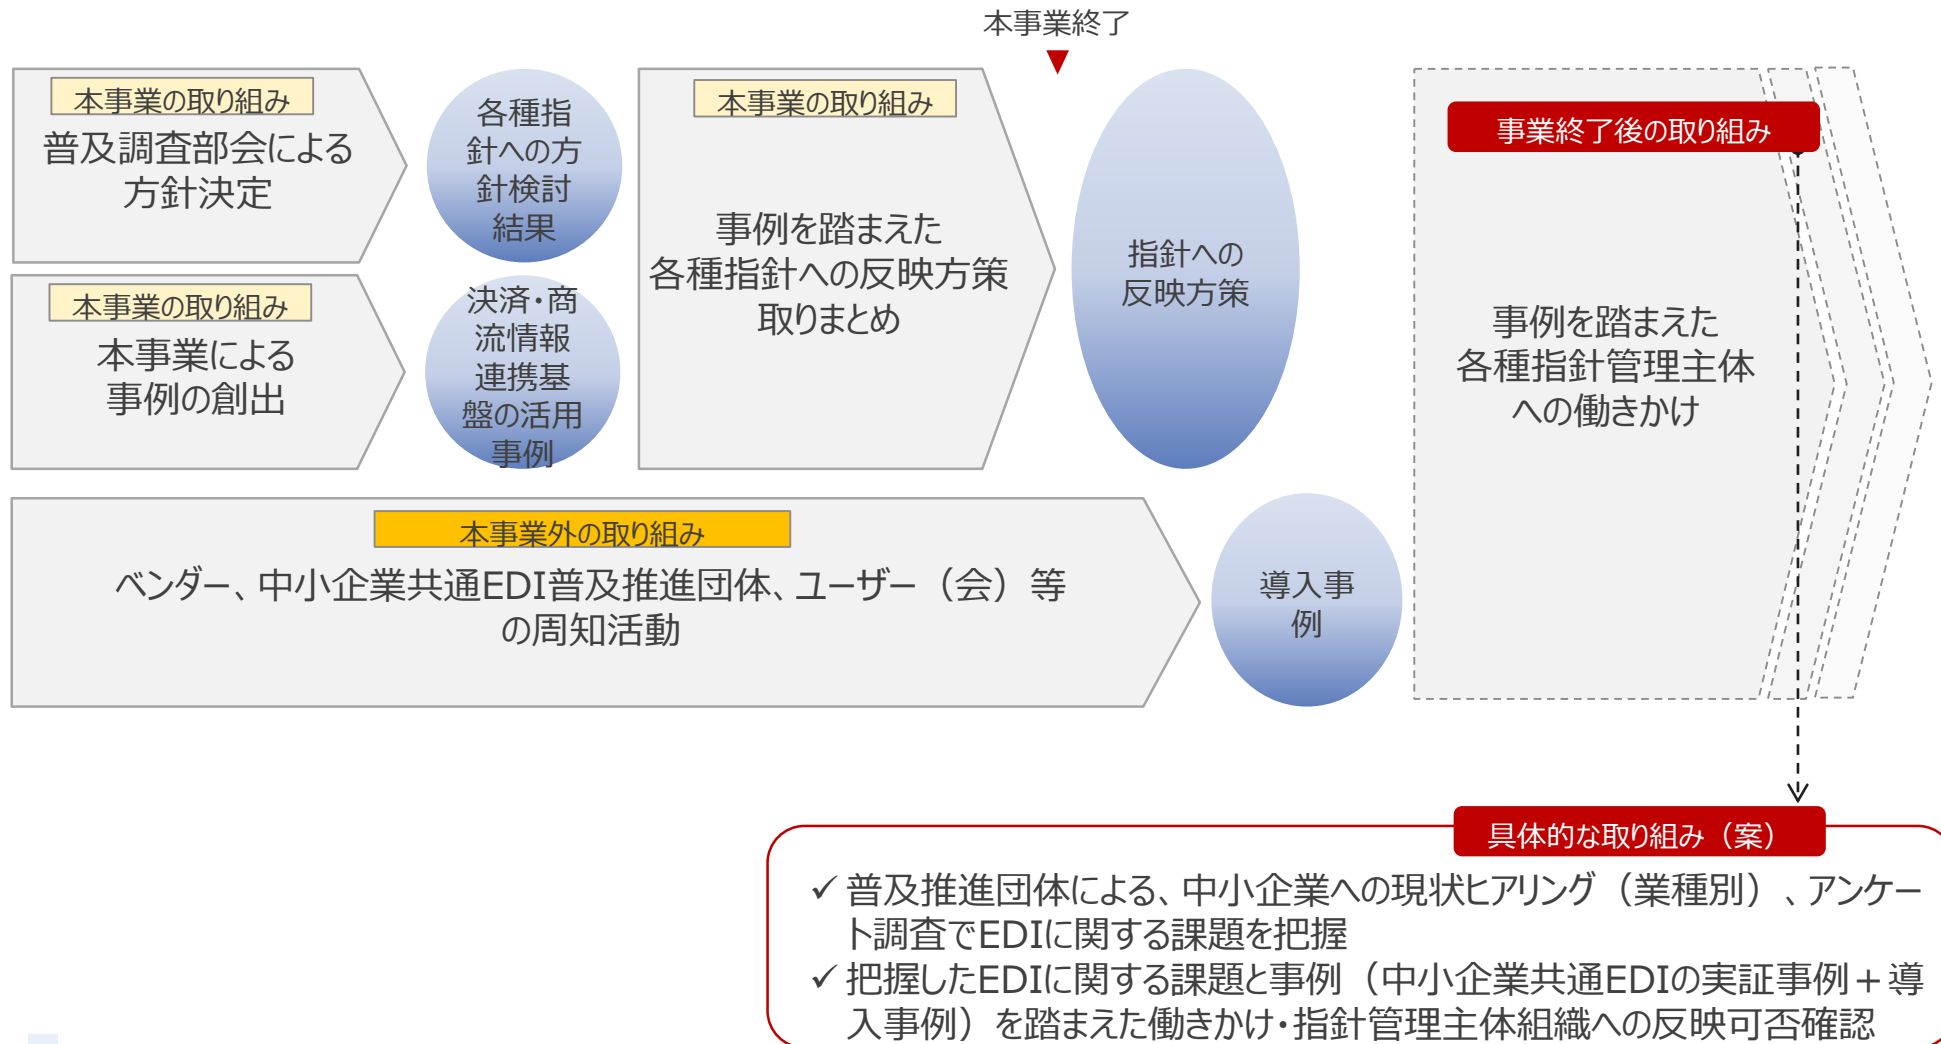 本事業終了
本事業の取り組み
普及調査部会による
方針決定
各種指
針への方
針検討
結果
本事業の取り組み
事例を踏まえた
各種指針への反映方策
取りまとめ
指針への
反映方策
事業終了後の取り組み
事例を踏まえた
各種指針管理主体
への働きかけ
本事業の取り組み
本事業による
事例の創出
決済・商
流情報
連携基
盤の活用
事例
本事業外の取り組み
ベンダー、中小企業共通EDI普及推進団体、ユーザー（会）等
の周知活動
導入事
例
具体的な取り組み（案）
✓ 普及推進団体による、中小企業への現状ヒアリング（業種別）、アンケー
ト調査でEDIに関する課題を把握
✓ 把握したEDIに関する課題と事例（中小企業共通EDIの実証事例＋導
入事例）を踏まえた働きかけ・指針管理主体組織への反映可否確認